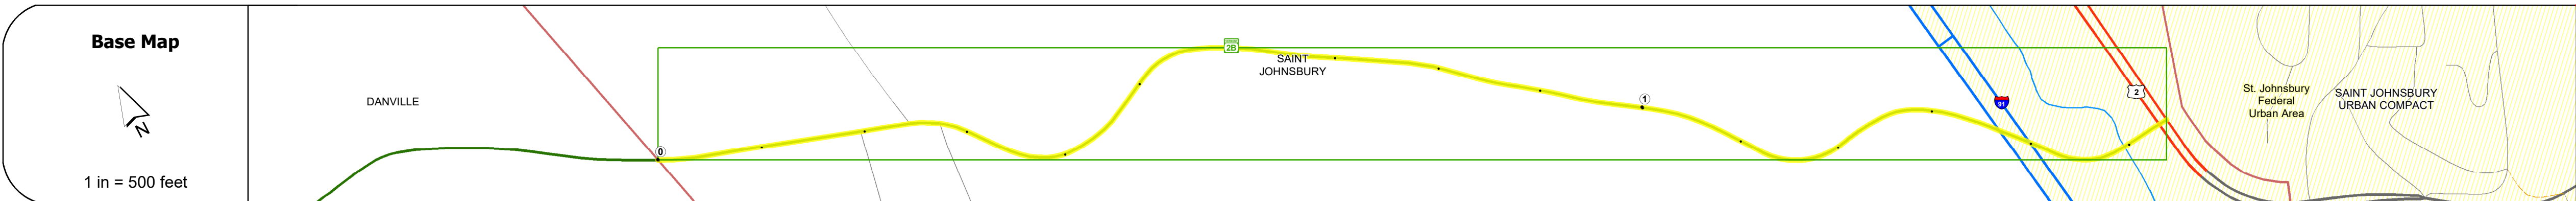 Base Map
N
1 in = 500 feet
DANVILLE
0
2B
SAINT
JOHNSBURY
1
91
2
St. Johnsbury
Federal
Urban Area
SAINT JOHNSBURY
URBAN COMPACT